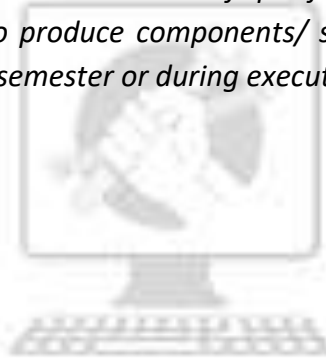 o produce components/ s
semester or during execut